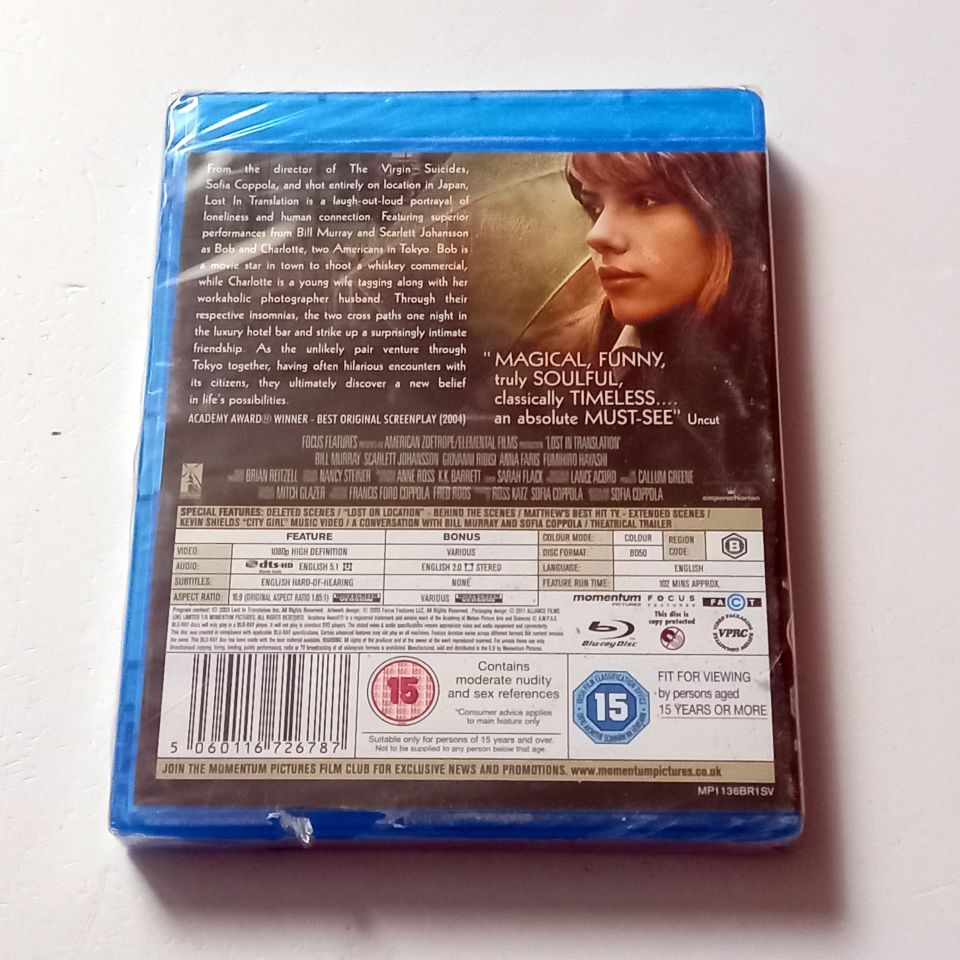 From the director of The Virgin Suicides,
Sofia Coppola, and shot entirely on location in Japan,
Lost In Translation is a laugh-out-loud portrayal of
loneliness and human connection. Featuring superior
performances from Bill Murray and Scarlett Johansson
as Bob and Charlotte, two Americans in Tokyo. Bob is
a movie star in town to shoot a whiskey commercial,
while Charlotte is a young wife tagging along with her
workaholic photographer husband. Through their
respective insomnias, the two cross paths one night in
the luxury hotel bar and strike up a surprisingly intimate
friendship. As the unlikely pair venture through
Tokyo together, having often hilarious encounters with
its citizens, they ultimately discover a new belief
in life's possibilities.
ACADEMY AWARD® WINNER - BEST ORIGINAL SCREENPLAY (2004)
"MAGICAL, FUNNY,
truly SOULFUL,
classically TIMELESS....
an absolute MUST-SEE" Uncut
FOCUS FEATURES PRESENTS AN AMERICAN ZOETROPE/ELEMENTAL FILMS PRODUCTION 'LOST IN TRANSLATION'
BILL MURRAY SCARLETT JOHANSSON GIOVANNI RIBISI ANNA FARIS FUMIHIRO HAYASHI
BRIAN REITZELL NANCY STEINER ANNE ROSS K.K. BARRETT SARAH FLACK LANCE ACORD CALLUM GREENE
MITCH GLAZER FRANCIS FORD COPPOLA FRED ROOS ROSS KATZ SOFIA COPPOLA SOFIA COPPOLA
emperorNorton
SPECIAL FEATURES: DELETED SCENES / "LOST ON LOCATION" - BEHIND THE SCENES / MATTHEW'S BEST HIT TV - EXTENDED SCENES /
KEVIN SHIELDS "CITY GIRL" MUSIC VIDEO / A CONVERSATION WITH BILL MURRAY AND SOFIA COPPOLA / THEATRICAL TRAILER
FEATURE BONUS COLOUR MODE: COLOUR REGION CODE: B
VIDEO: 1080p HIGH DEFINITION VARIOUS DISC FORMAT: BD50
AUDIO: dts-HD ENGLISH 5.1 ENGLISH 2.0 STEREO LANGUAGE: ENGLISH
SUBTITLES: ENGLISH HARD-OF-HEARING NONE FEATURE RUN TIME: 102 MINS APPROX.
ASPECT RATIO: 16:9 (ORIGINAL ASPECT RATIO 1.85:1) WIDESCREEN VERSION VARIOUS WIDESCREEN VERSION
momentum PICTURES FOCUS FEATURES FACT
Blu-ray Disc
This disc is
copy protected
VPRC
15
Contains
moderate nudity
and sex references
*Consumer advice applies
to main feature only
Suitable only for persons of 15 years and over.
Not to be supplied to any person below that age.
15
FIT FOR VIEWING
by persons aged
15 YEARS OR MORE
5 060116 726787
JOIN THE MOMENTUM PICTURES FILM CLUB FOR EXCLUSIVE NEWS AND PROMOTIONS. www.momentumpictures.co.uk
MP1136BR1SV